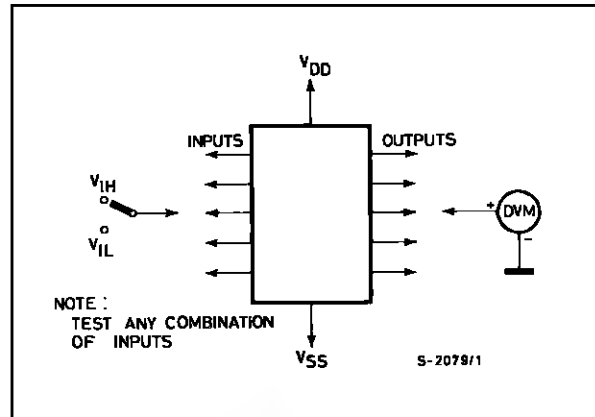 VDD
INPUTS
OUTPUTS
VIH
VIL
+ DVM
-
NOTE :
TEST ANY COMBINATION
OF INPUTS
VSS
S-2079/1